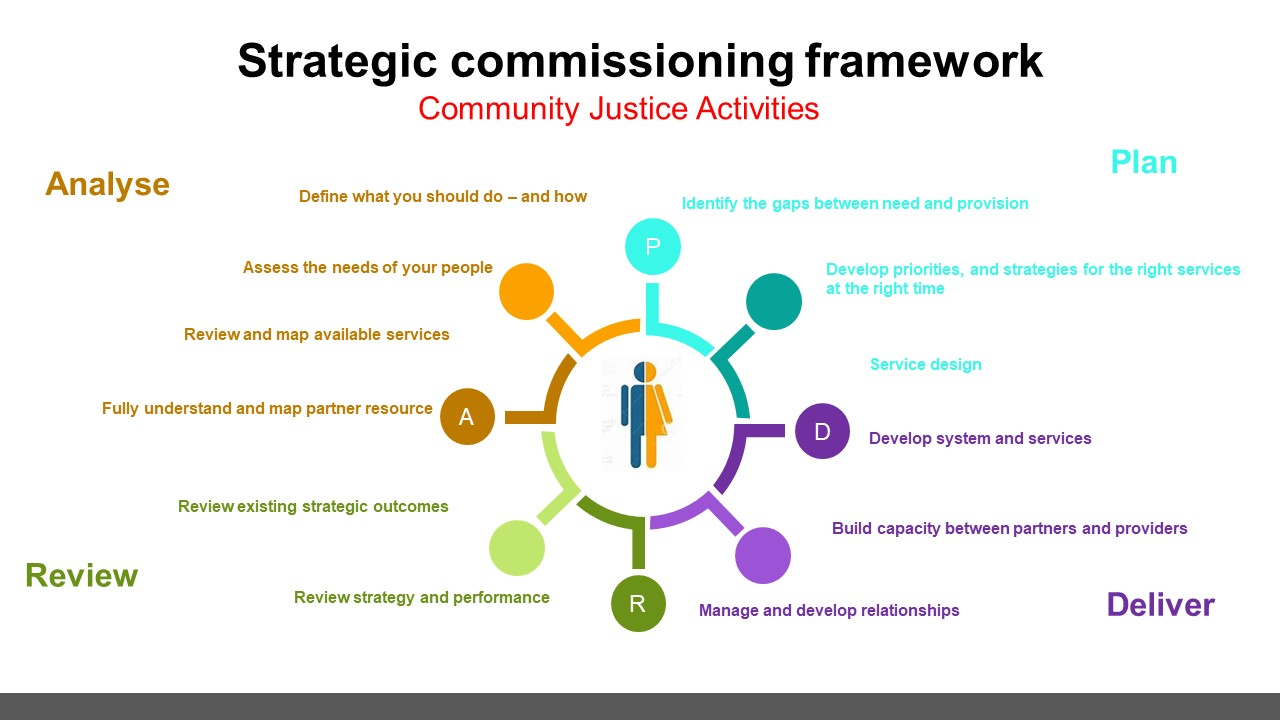 Strategic commissioning framework
Community Justice Activities
Analyse
Plan
Define what you should do – and how
Identify the gaps between need and provision
P
Assess the needs of your people
Develop priorities, and strategies for the right services
at the right time
Review and map available services
Service design
Fully understand and map partner resource
A
D
Develop system and services
Review existing strategic outcomes
Build capacity between partners and providers
Review
Review strategy and performance
R
Manage and develop relationships
Deliver